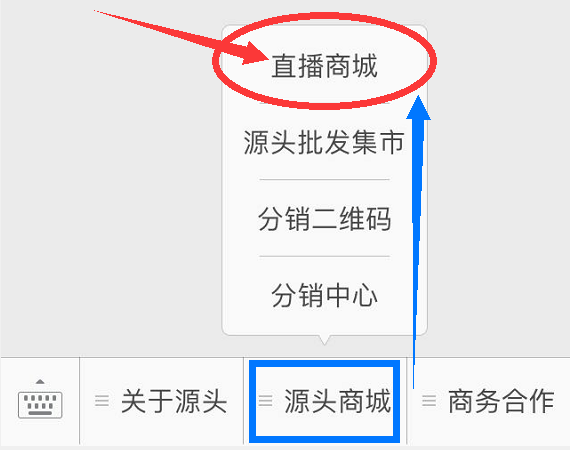 直播商城
源头批发集市
分销二维码
分销中心
关于源头
源头商城
商务合作